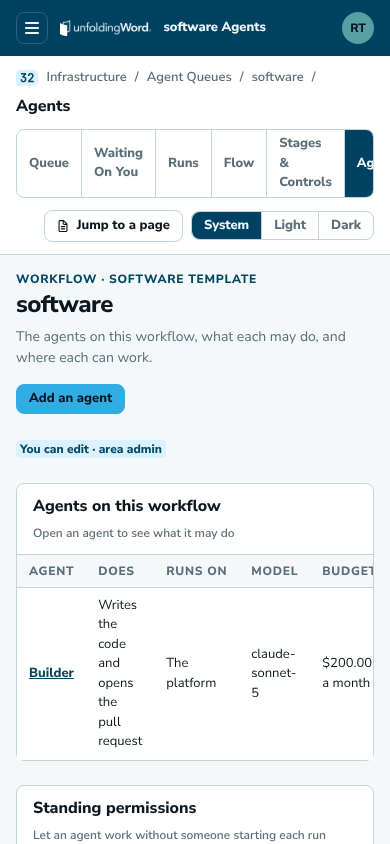 unfoldingWord.
software Agents
RT
32 Infrastructure / Agent Queues / software /
Agents
Queue
Waiting
On You
Runs
Flow
Stages
&
Controls
Ag
Jump to a page
System
Light
Dark
WORKFLOW · SOFTWARE TEMPLATE
software
The agents on this workflow, what each may do, and
where each can work.
Add an agent
You can edit · area admin
Agents on this workflow
Open an agent to see what it may do
AGENT DOES RUNS ON MODEL BUDGET
Builder
Writes
the
code
and
opens
the
pull
request
The
platform
claude-
sonnet-
5
$200.00
a month
Standing permissions
Let an agent work without someone starting each run